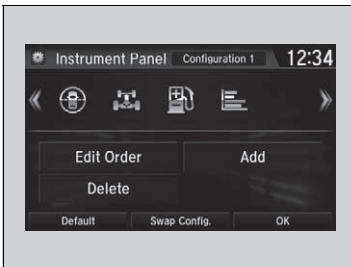 Instrument Panel Configuration 1 12:34
Edit Order Add
Delete
Default Swap Config. OK